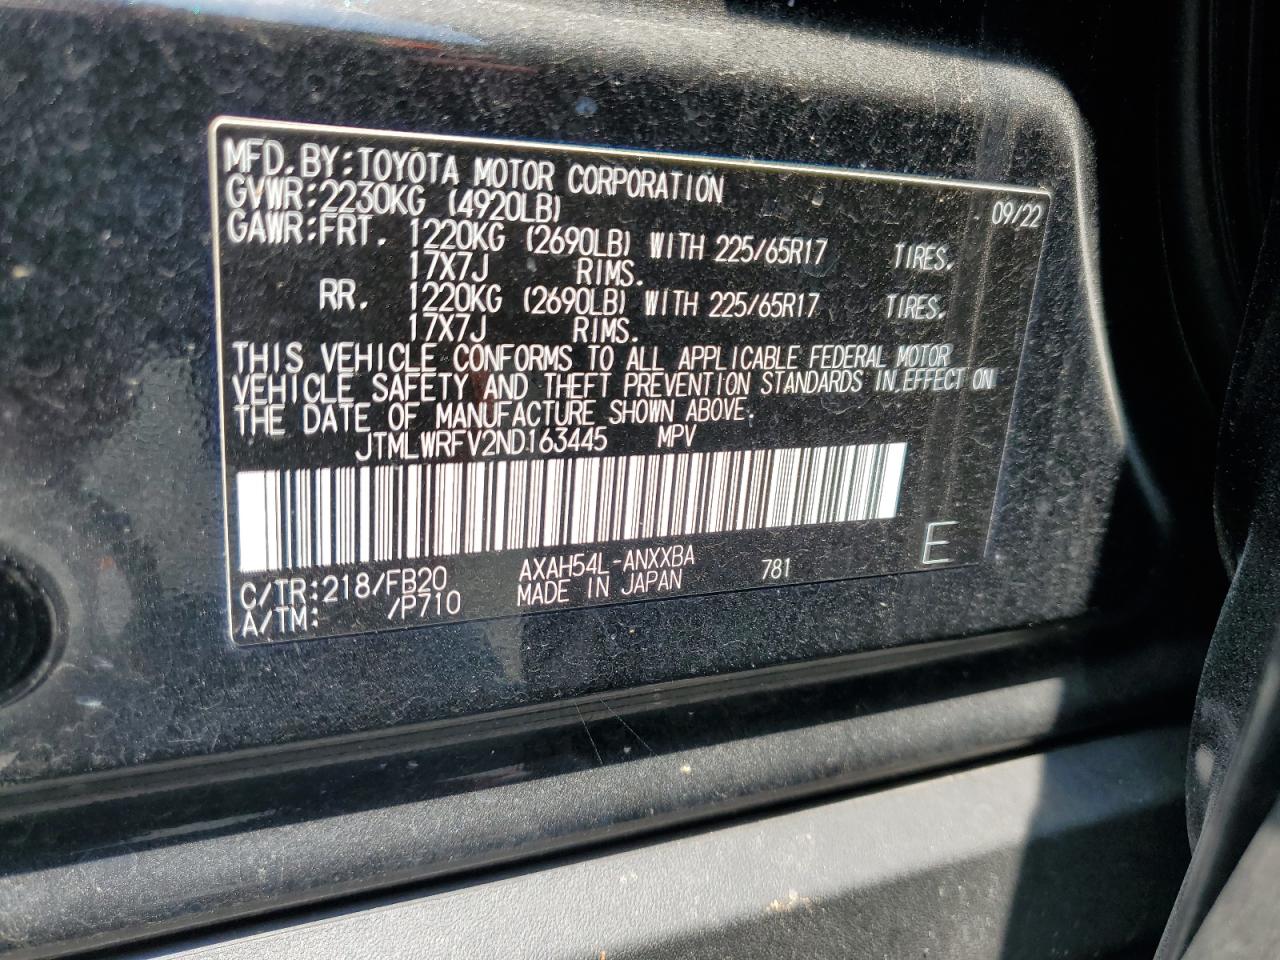 MFD.BY:TOYOTA MOTOR CORPORATION
GVWR:2230KG (4920LB) 09/22
GAWR:FRT. 1220KG (2690LB) WITH 225/65R17 TIRES.
17X7J RIMS.
RR. 1220KG (2690LB) WITH 225/65R17 TIRES.
17X7J RIMS.
THIS VEHICLE CONFORMS TO ALL APPLICABLE FEDERAL MOTOR
VEHICLE SAFETY AND THEFT PREVENTION STANDARDS IN EFFECT ON
THE DATE OF MANUFACTURE SHOWN ABOVE.
JTMLWRFV2ND163445 MPV
C/TR:218/FB20 AXAH54L-ANXXBA 781 E
A/TM: /P710 MADE IN JAPAN